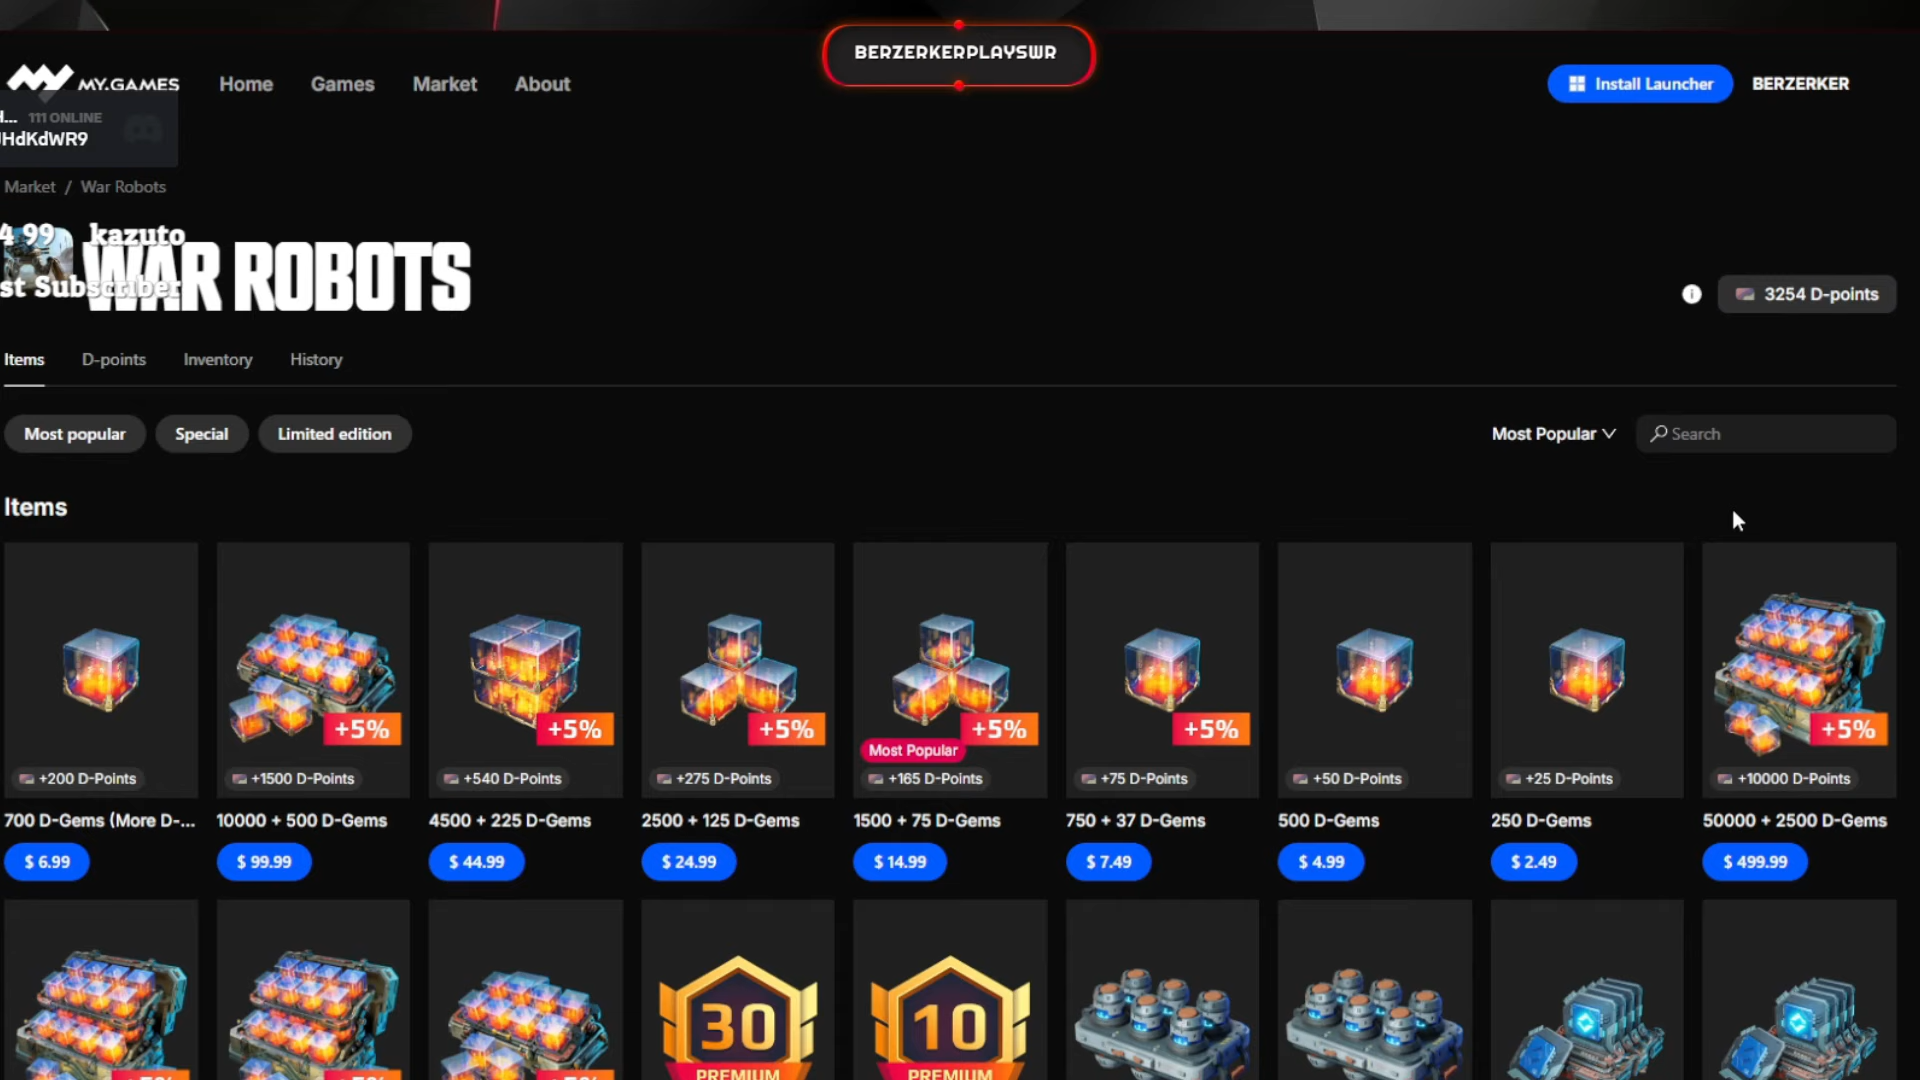 BERZERKERPLAYSWR
MY.GAMES
Home
Games
Market
About
Install Launcher
BERZERKER
111 ONLINE
HdKdWR9
Market / War Robots
4 99 kazuto
WAR ROBOTS
st Subscriber
3254 D-points
Items
D-points
Inventory
History
Most popular
Special
Limited edition
Most Popular
Search
Items
+5%
+5%
+5%
+5%
+5%
+5%
Most Popular
+200 D-Points
+1500 D-Points
+540 D-Points
+275 D-Points
+165 D-Points
+75 D-Points
+50 D-Points
+25 D-Points
+10000 D-Points
700 D-Gems (More D-...
10000 + 500 D-Gems
4500 + 225 D-Gems
2500 + 125 D-Gems
1500 + 75 D-Gems
750 + 37 D-Gems
500 D-Gems
250 D-Gems
50000 + 2500 D-Gems
$ 6.99
$ 99.99
$ 44.99
$ 24.99
$ 14.99
$ 7.49
$ 4.99
$ 2.49
$ 499.99
30
10
PREMIUM
PREMIUM